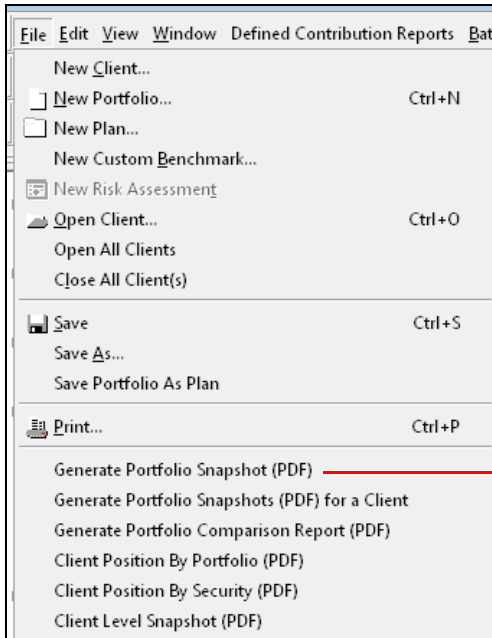 File Edit View Window Defined Contribution Reports Bat
New Client...
New Portfolio... Ctrl+N
New Plan...
New Custom Benchmark...
New Risk Assessment
Open Client... Ctrl+O
Open All Clients
Close All Client(s)
Save Ctrl+S
Save As...
Save Portfolio As Plan
Print... Ctrl+P
Generate Portfolio Snapshot (PDF)
Generate Portfolio Snapshots (PDF) for a Client
Generate Portfolio Comparison Report (PDF)
Client Position By Portfolio (PDF)
Client Position By Security (PDF)
Client Level Snapshot (PDF)